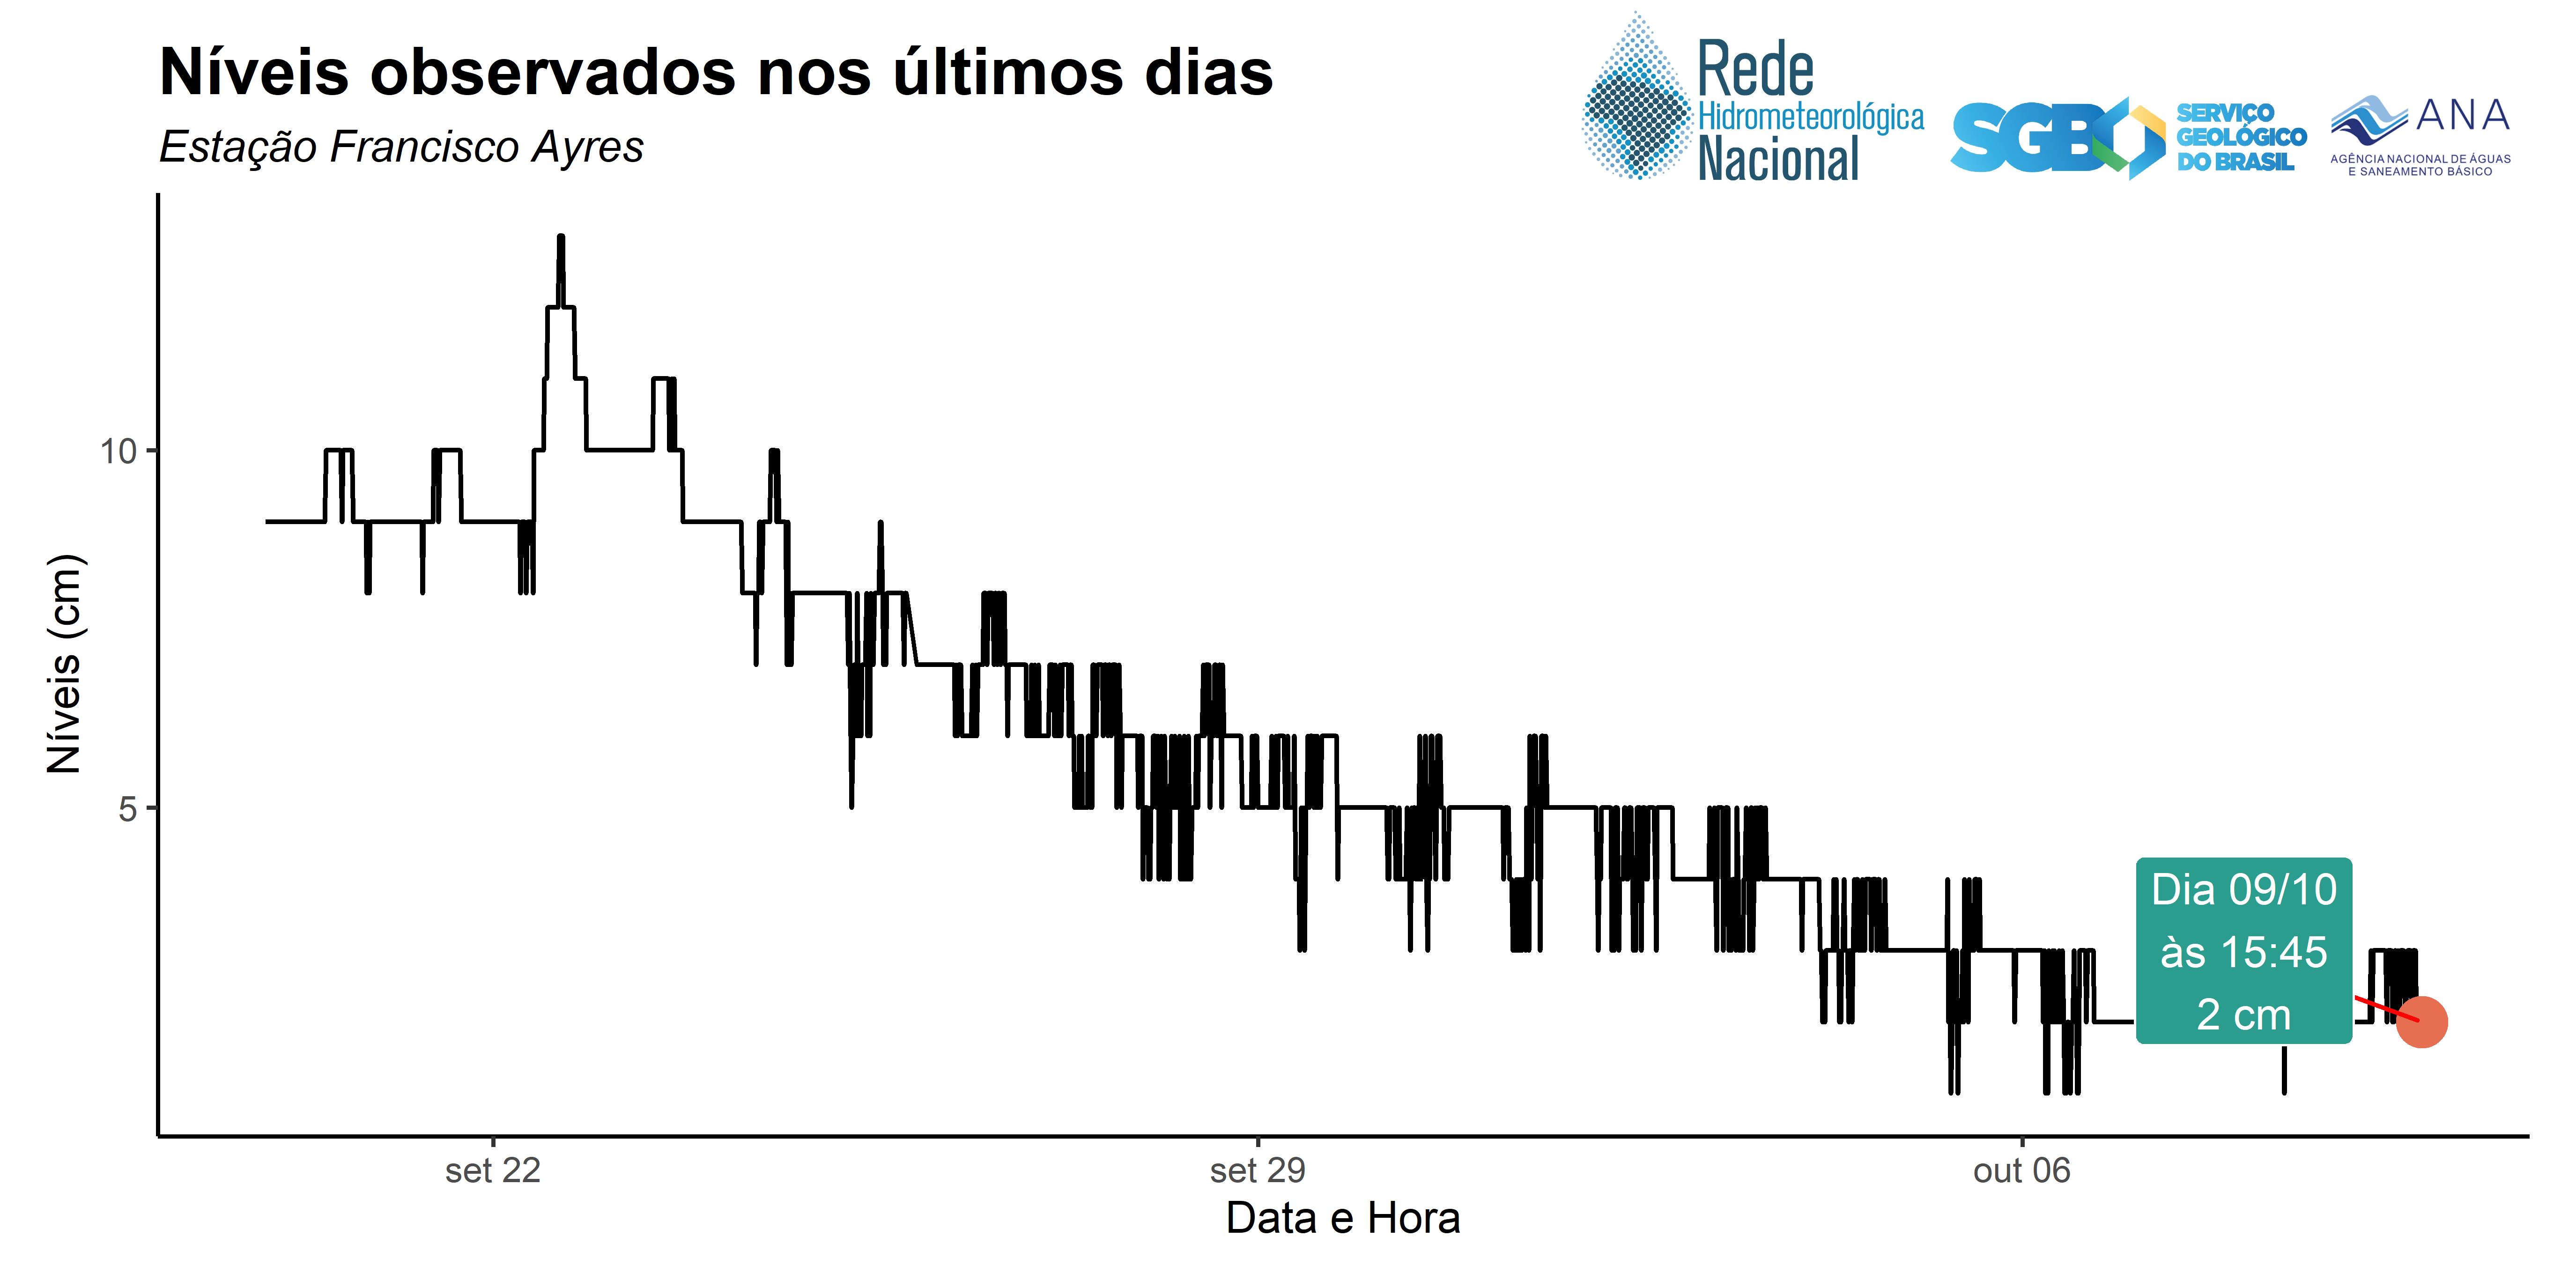 Níveis observados nos últimos dias
Estação Francisco Ayres
Rede
Hidrometeorológica
Nacional
SGB
SERVIÇO
GEOLÓGICO
DO BRASIL
ANA
AGÊNCIA NACIONAL DE ÁGUAS
E SANEAMENTO BÁSICO
Níveis (cm)
10
5
Dia 09/10
às 15:45
2 cm
set 22
set 29
out 06
Data e Hora